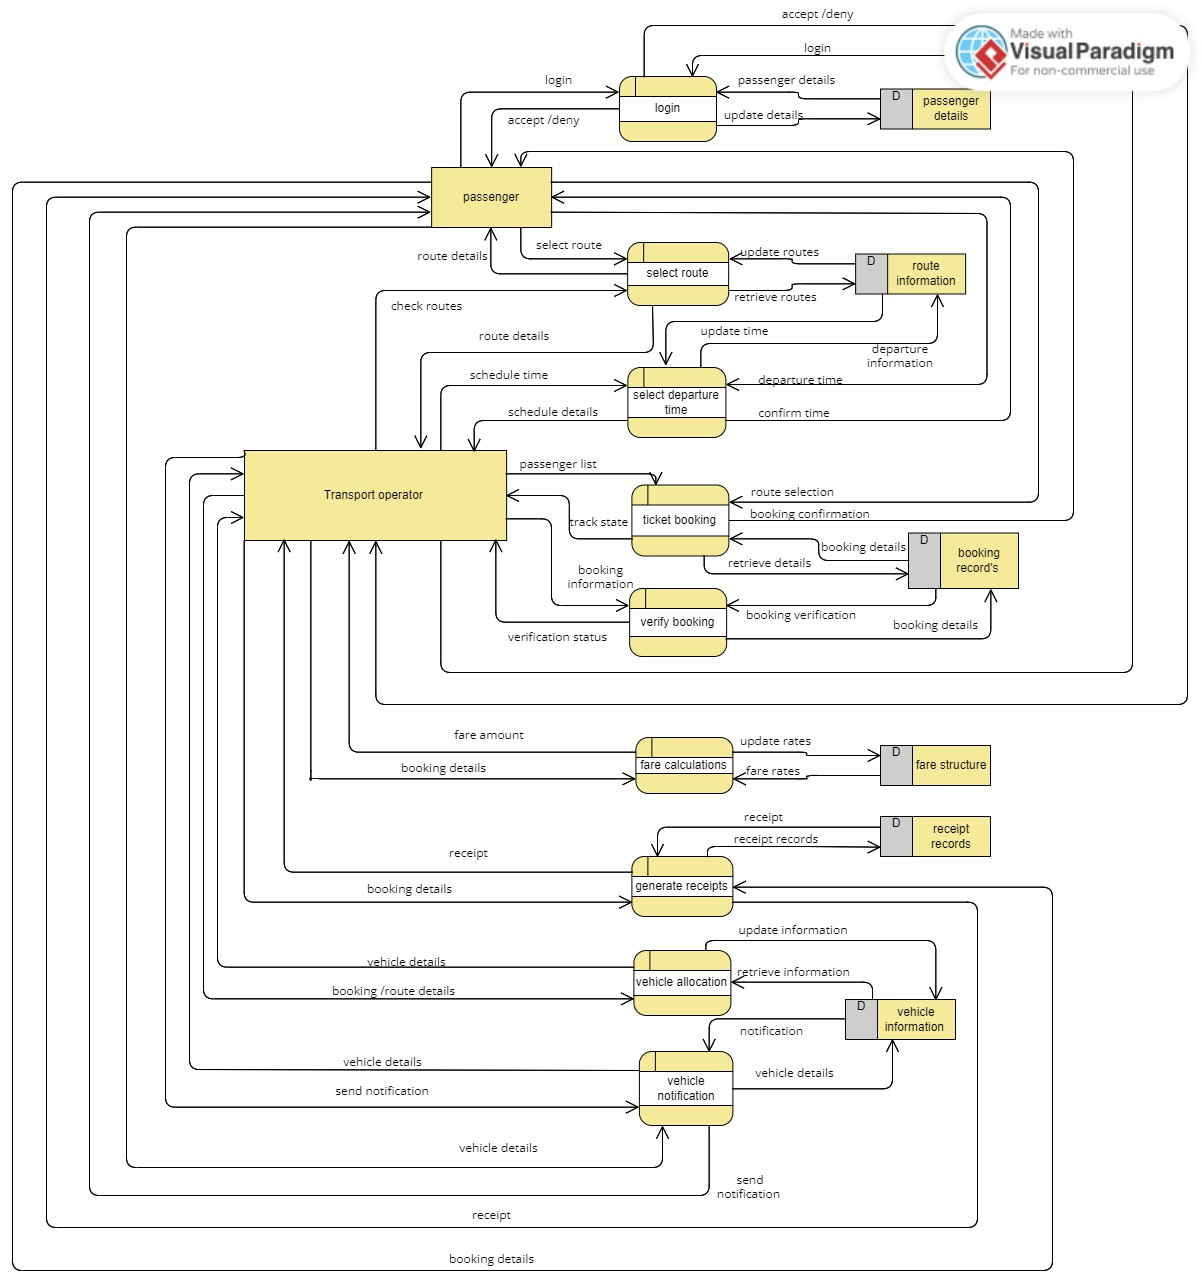 accept /deny
Made with
VisualParadigm
For non-commercial use
login
login
passenger details
D
passenger
details
login
update details
accept /deny
passenger
select route
update routes
route details
D
route
information
select route
retrieve routes
check routes
update time
route details
departure
information
schedule time
departure time
select departure
time
schedule details
confirm time
passenger list
Transport operator
route selection
ticket booking
booking confirmation
track state
booking details
D
booking
record's
retrieve details
booking
information
verify booking
booking verification
booking details
verification status
fare amount
update rates
D
fare structure
fare calculations
booking details
fare rates
receipt
D
receipt
records
receipt records
receipt
generate receipts
booking details
update information
vehicle details
retrieve information
vehicle allocation
booking /route details
D
vehicle
information
notification
vehicle details
vehicle
notification
vehicle details
send notification
vehicle details
send
notification
receipt
booking details